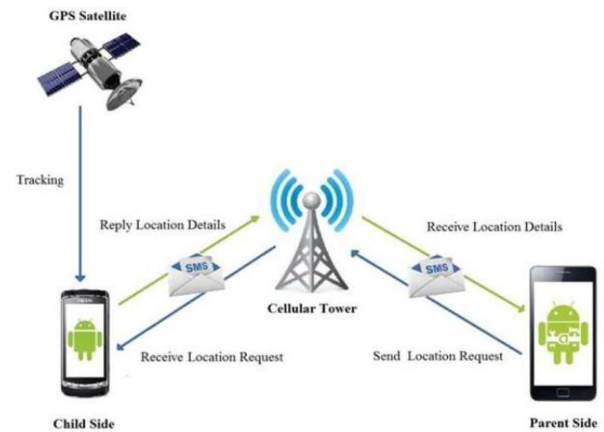 GPS Satellite
Tracking
Reply Location Details
Receive Location Details
SMS
SMS
Cellular Tower
Receive Location Request
Send Location Request
Child Side
Parent Side